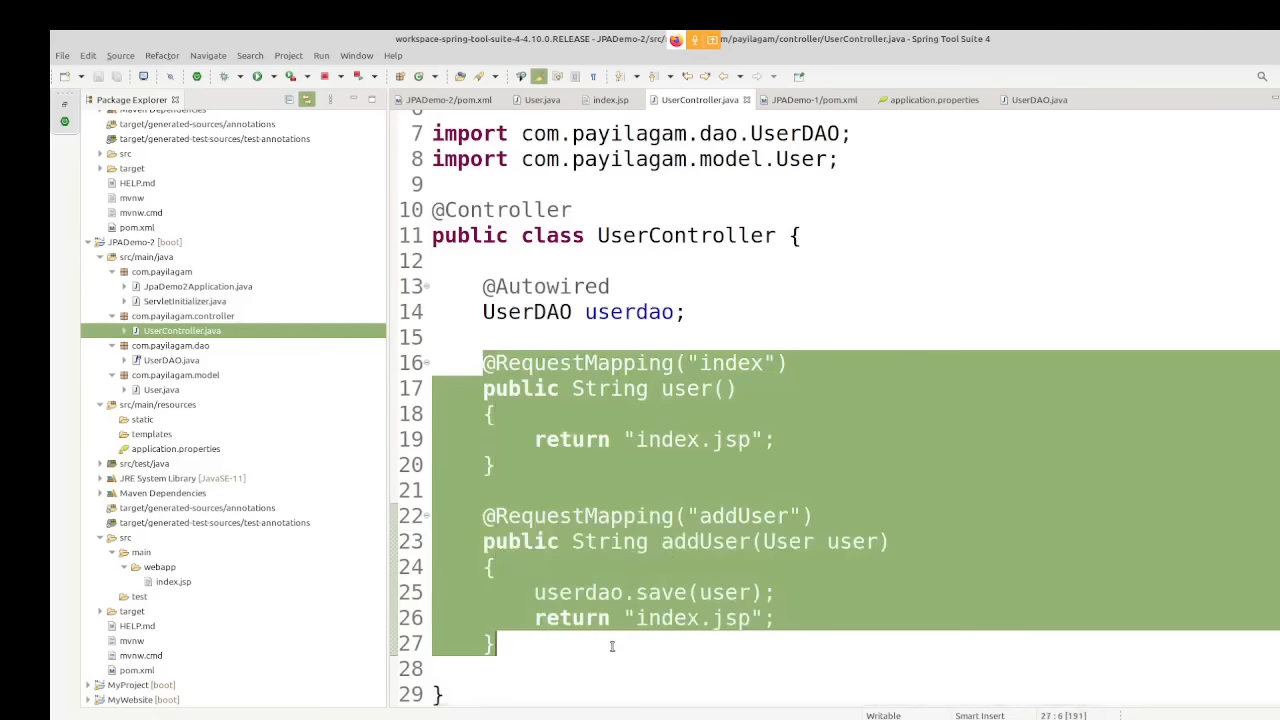 workspace-spring-tool-suite-4-4.10.0.RELEASE - JPADemo-2/src/ m/payilagam/controller/UserController.java - Spring Tool Suite 4
File Edit Source Refactor Navigate Search Project Run Window Help
Package Explorer
JPADemo-2/pom.xml User.java index.jsp UserController.java JPADemo-1/pom.xml application.properties UserDAO.java
Maven Dependencies
target/generated-sources/annotations
target/generated-test-sources/test-annotations
src
target
HELP.md
mvnw
mvnw.cmd
pom.xml
JPADemo-2 [boot]
src/main/java
com.payilagam
JpaDemo2Application.java
ServletInitializer.java
com.payilagam.controller
UserController.java
com.payilagam.dao
UserDAO.java
com.payilagam.model
User.java
src/main/resources
static
templates
application.properties
src/test/java
JRE System Library [JavaSE-11]
Maven Dependencies
target/generated-sources/annotations
target/generated-test-sources/test-annotations
src
main
webapp
index.jsp
test
target
HELP.md
mvnw
mvnw.cmd
pom.xml
MyProject [boot]
MyWebsite [boot]
7 import com.payilagam.dao.UserDAO;
8 import com.payilagam.model.User;
9
10 @Controller
11 public class UserController {
12
13 @Autowired
14 UserDAO userdao;
15
16 @RequestMapping("index")
17 public String user()
18 {
19 return "index.jsp";
20 }
21
22 @RequestMapping("addUser")
23 public String addUser(User user)
24 {
25 userdao.save(user);
26 return "index.jsp";
27 }
28
29 }
Writable Smart Insert 27 : 6 [191]